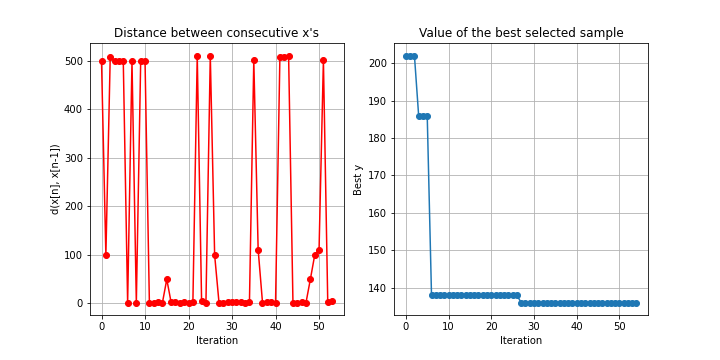 Distance between consecutive x's
d(x[n], x[n-1])
500
400
300
200
100
0
0 10 20 30 40 50
Iteration
Value of the best selected sample
Best y
200
190
180
170
160
150
140
0 10 20 30 40 50
Iteration